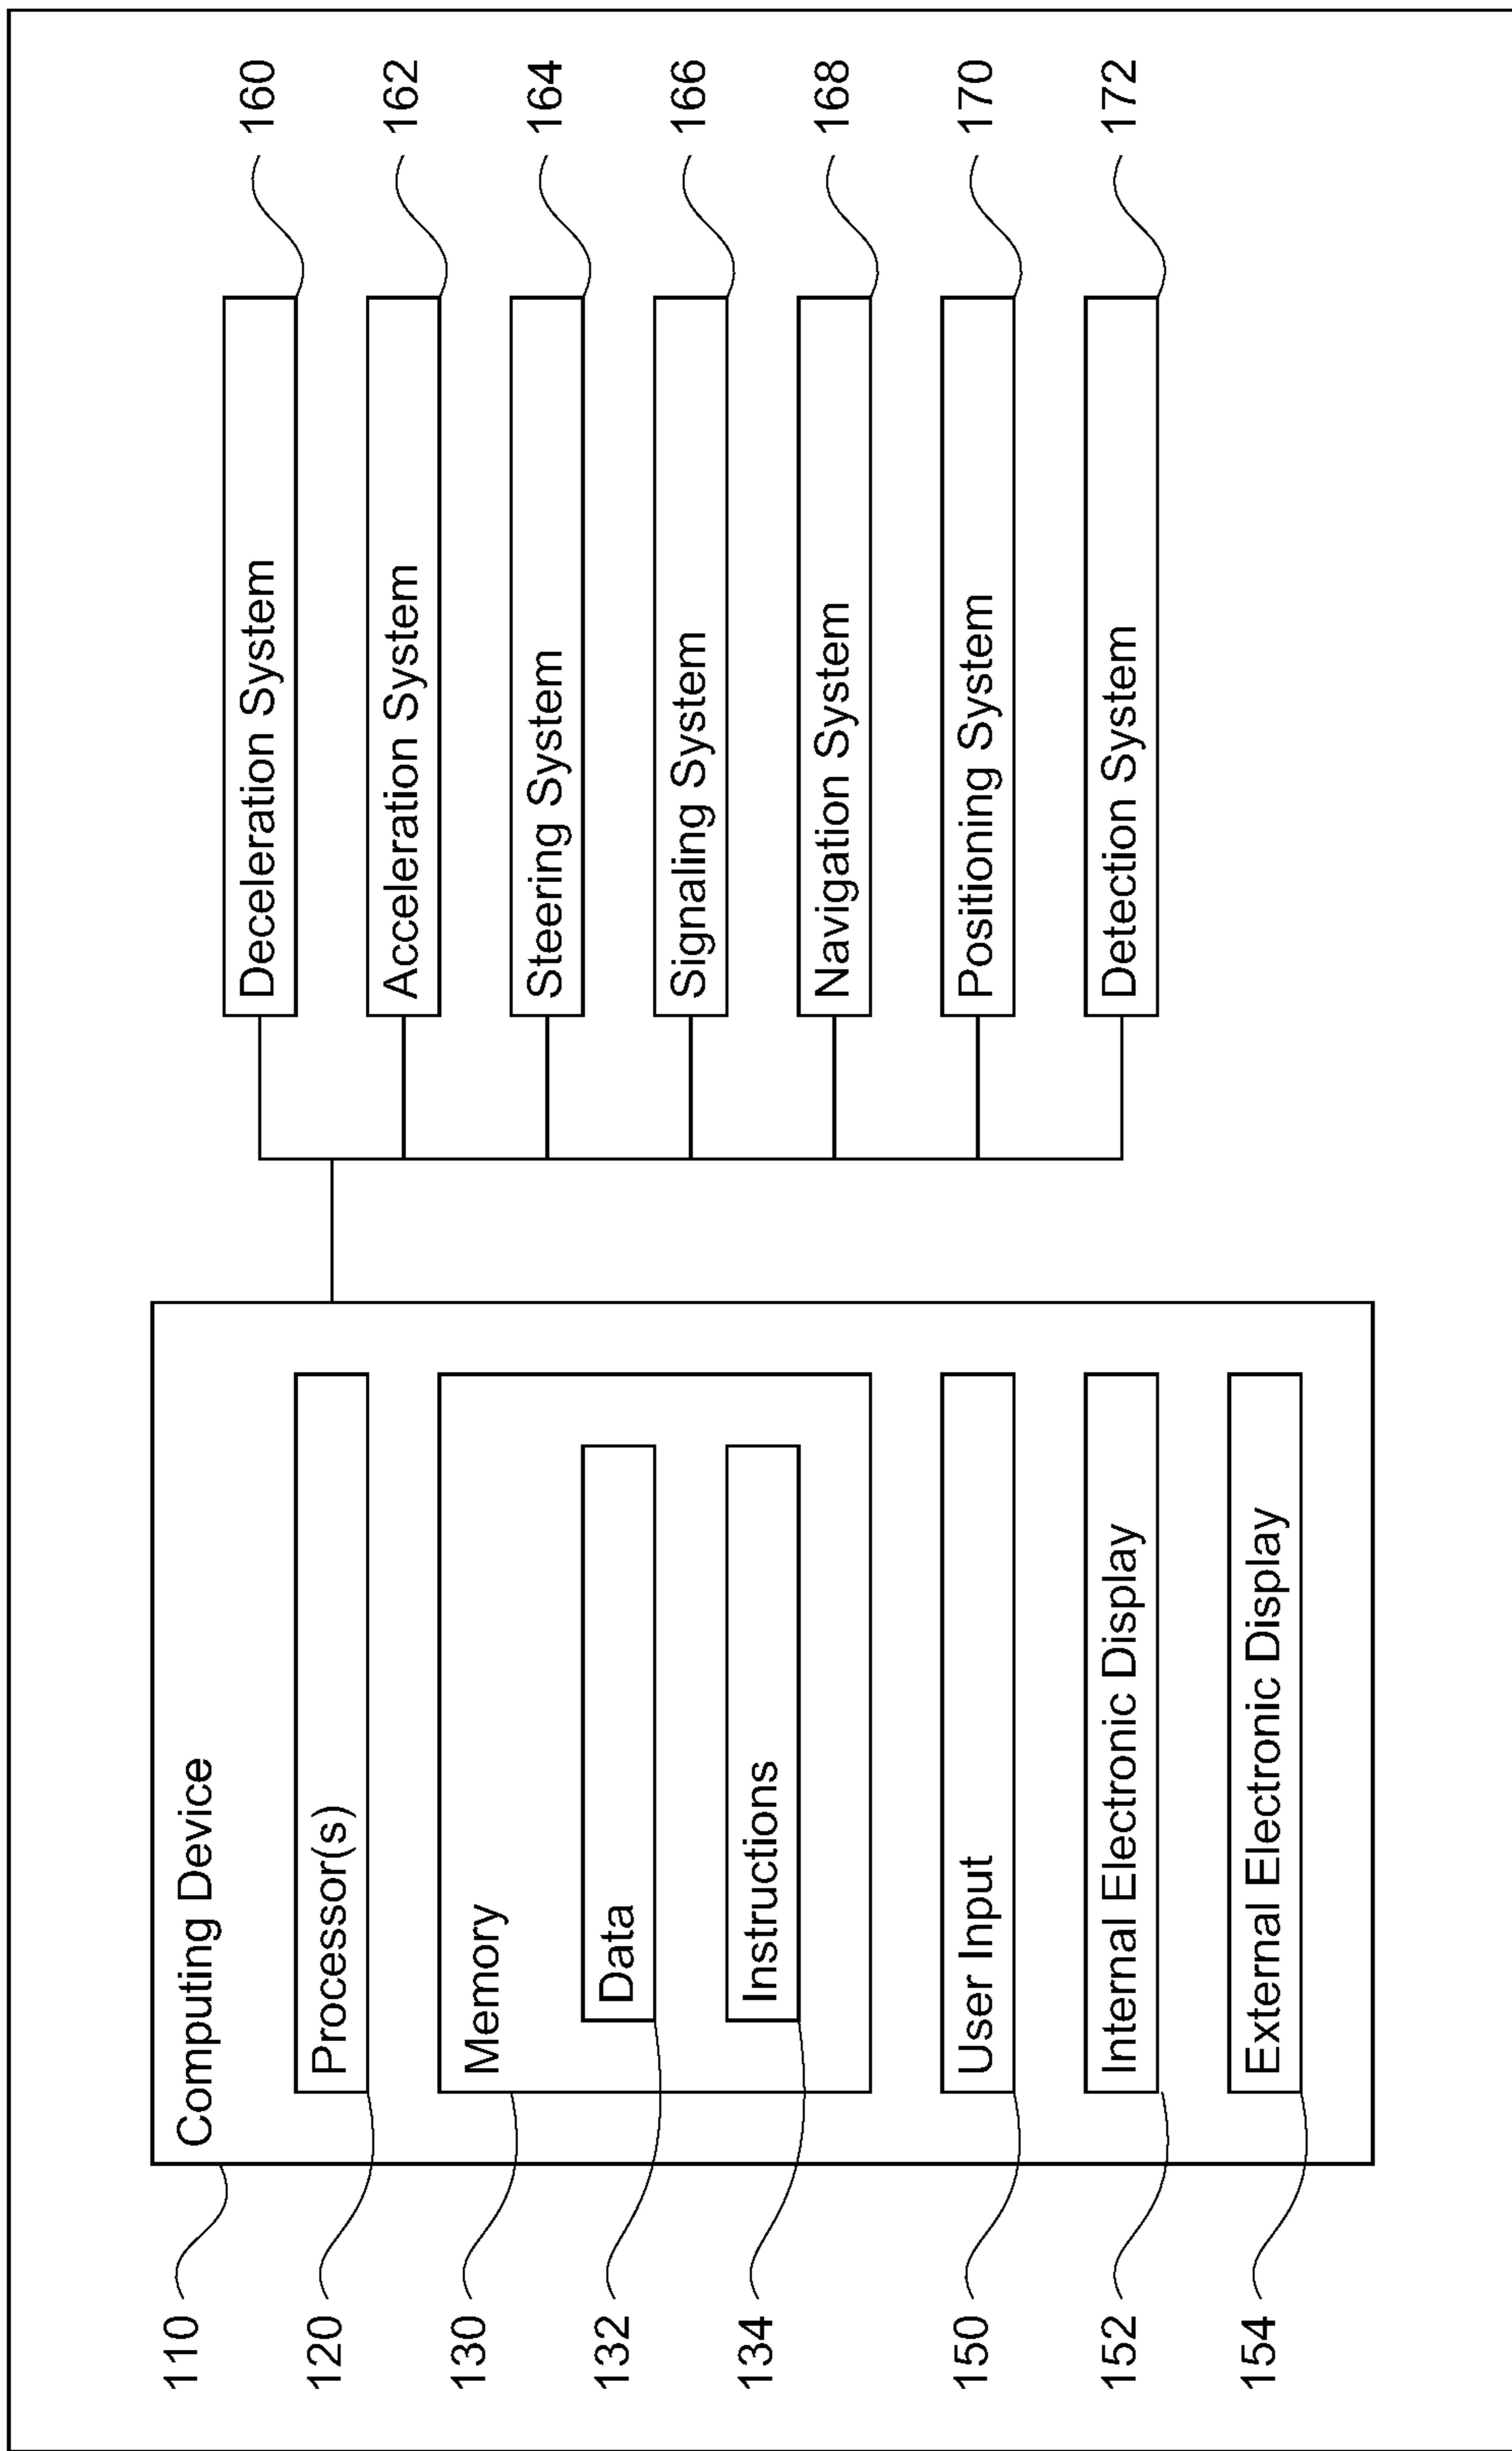 Computing Device
110
Processor(s)
120
Memory
130
Data
132
Instructions
134
User Input
150
Internal Electronic Display
152
External Electronic Display
154
Deceleration System
160
Acceleration System
162
Steering System
164
Signaling System
166
Navigation System
168
Positioning System
170
Detection System
172